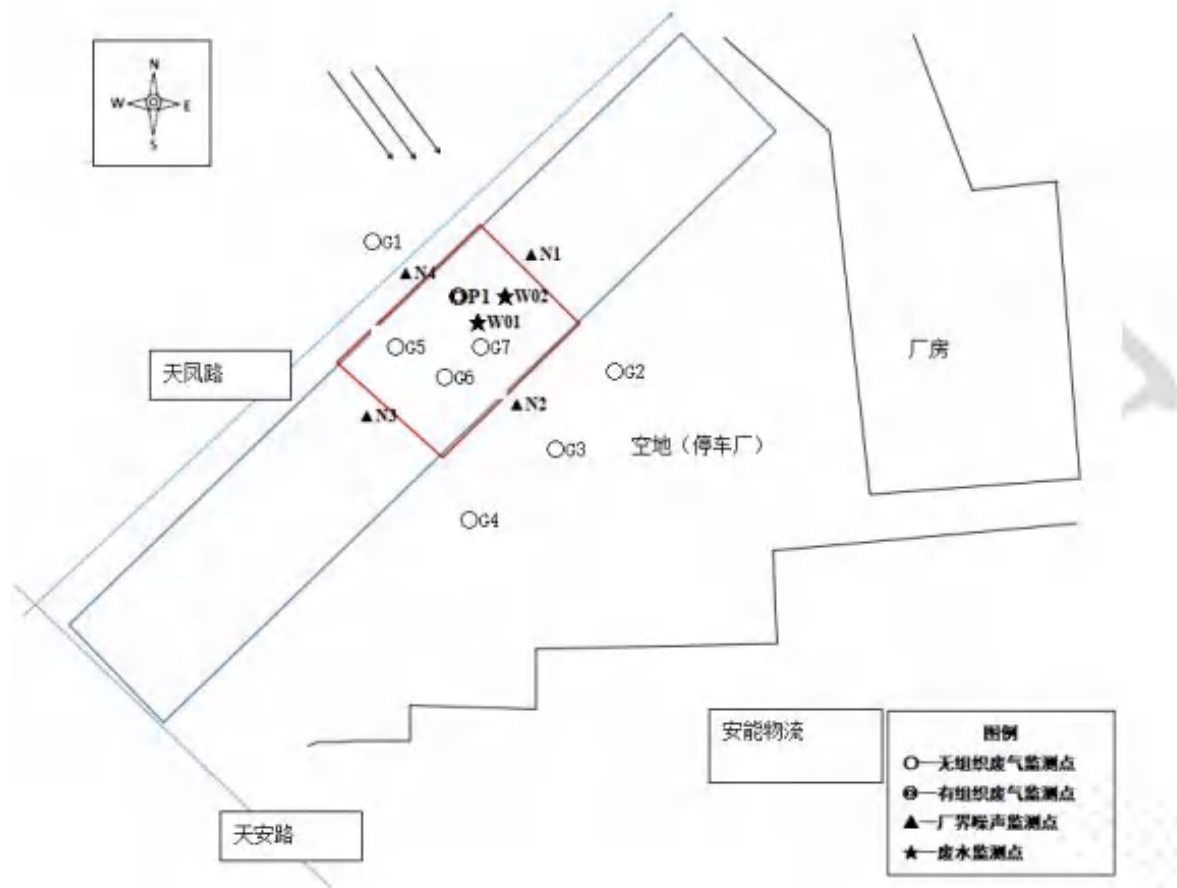 N
W
E
S
G1
N1
N4
P1
W02
W01
G5
G7
G6
G2
天凤路
厂房
N3
N2
G3
空地（停车厂）
G4
安能物流
图例
○—无组织废气监测点
◎—有组织废气监测点
▲—厂界噪声监测点
★—废水监测点
天安路